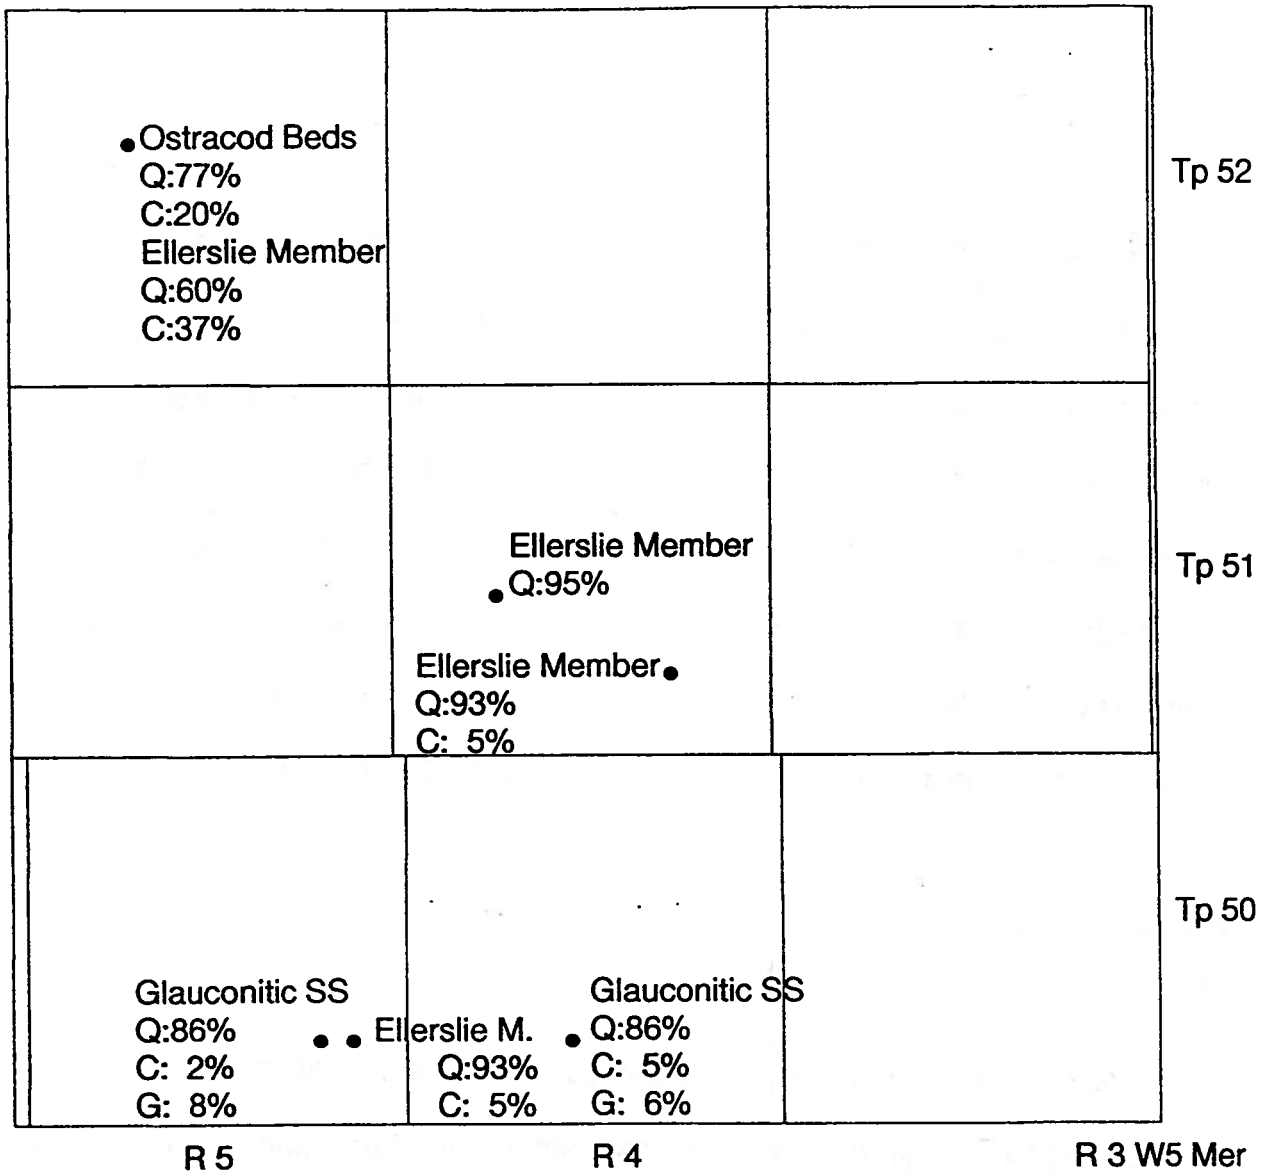 Ostracod Beds
Q:77%
C:20%
Ellerslie Member
Q:60%
C:37%
Tp 52
Ellerslie Member
Q:95%
Tp 51
Ellerslie Member
Q:93%
C: 5%
Tp 50
Glauconitic SS
Q:86%
C: 2%
G: 8%
Ellerslie M.
Q:93%
C: 5%
Glauconitic SS
Q:86%
C: 5%
G: 6%
R 5
R 4
R 3 W5 Mer